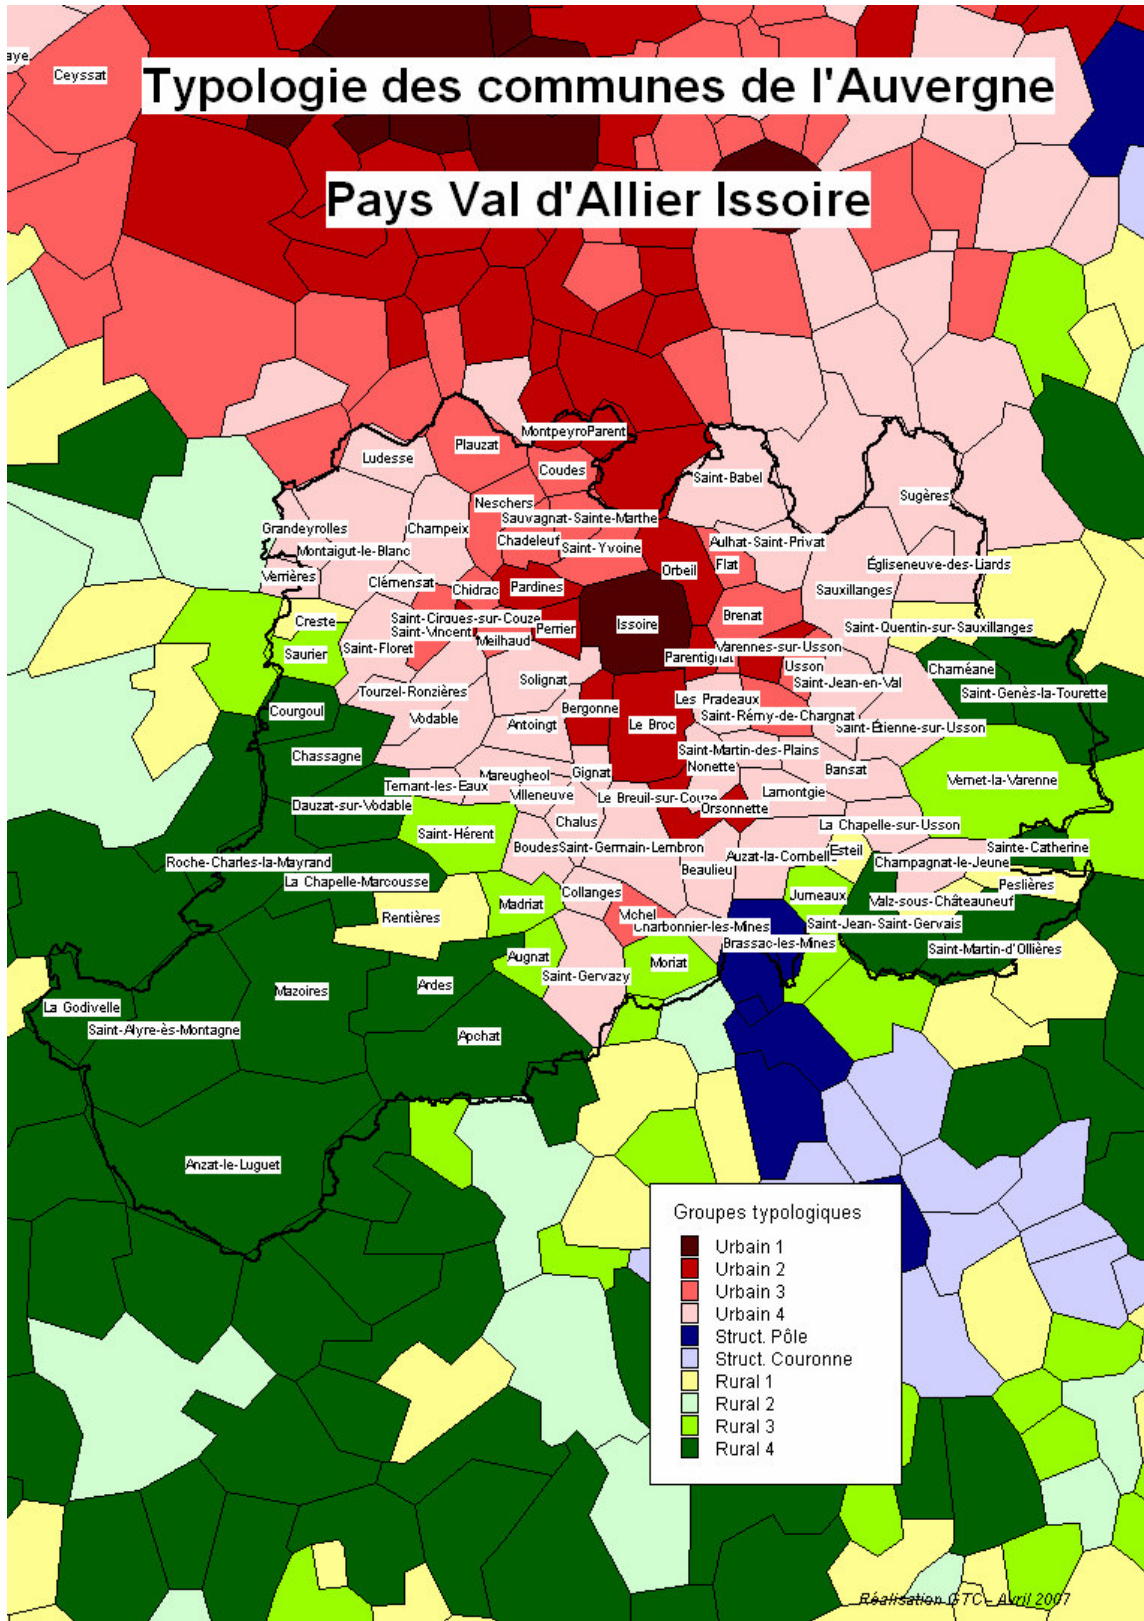 aye
Ceyssat
Typologie des communes de l'Auvergne
Pays Val d'Allier Issoire
MontpeyroParent
Plauzat
Ludesse
Coudes
Saint-Babel
Sugères
Neschers
Sauvagnat-Sainte-Marthe
Grandeyrolles
Champeix
Chadeleuf
Saint-Yvoine
Aulhat-Saint-Privat
Montaigut-le-Blanc
Orbeil
Flat
Égliseneuve-des-Liards
Verrières
Clémensat
Chidrac
Pardines
Sauxillanges
Creste
Saint-Cirques-sur-Couze
Brenat
Saint-Vincent
Perrier
Issoire
Saint-Quentin-sur-Sauxillanges
Meilhaud
Saurier
Saint-Floret
Parentignat
Varennes-sur-Usson
Usson
Chaméane
Solignat
Saint-Jean-en-Val
Saint-Genès-la-Tourette
Tourzel-Ronzières
Les Pradeaux
Courgoul
Vodable
Bergonne
Saint-Rémy-de-Chargnat
Antoingt
Le Broc
Saint-Étienne-sur-Usson
Chassagne
Saint-Martin-des-Plains
Nonette
Bansat
Mareugheol
Gignat
Vernet-la-Varenne
Ternant-les-Eaux
Villeneuve
Le Breuil-sur-Couze
Lamontgie
Dauzat-sur-Vodable
Orsonnette
Chalus
La Chapelle-sur-Usson
Saint-Hérent
Boudes
Saint-Germain-Lembron
Auzat-la-Combelle
Esteil
Sainte-Catherine
Roche-Charles-la-Mayrand
Beaulieu
Champagnat-le-Jeune
La Chapelle-Marcousse
Collanges
Jumeaux
Peslières
Rentières
Madriat
Vichel
Valz-sous-Châteauneuf
Charbonnier-les-Mines
Saint-Jean-Saint-Gervais
Brassac-les-Mines
Saint-Martin-d'Ollières
Augnat
Moriat
Saint-Gervazy
Ardes
Mazoires
La Godivelle
Saint-Alyre-ès-Montagne
Apchat
Anzat-le-Luguet
Groupes typologiques
Urbain 1
Urbain 2
Urbain 3
Urbain 4
Struct. Pôle
Struct. Couronne
Rural 1
Rural 2
Rural 3
Rural 4
Réalisation GTC - Avril 2007